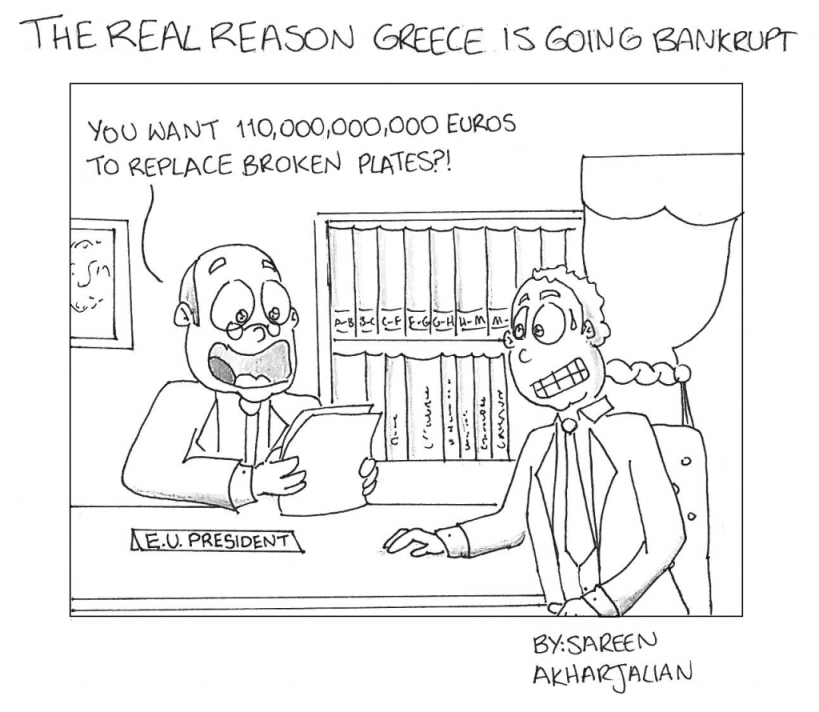 THE REAL REASON GREECE IS GOING BANKRUPT
YOU WANT 110,000,000,000 EUROS
TO REPLACE BROKEN PLATES?!
A-B B-C C-F F-G G-H H-M M-
E.U. PRESIDENT
BY: SAREEN
AKHARJALIAN